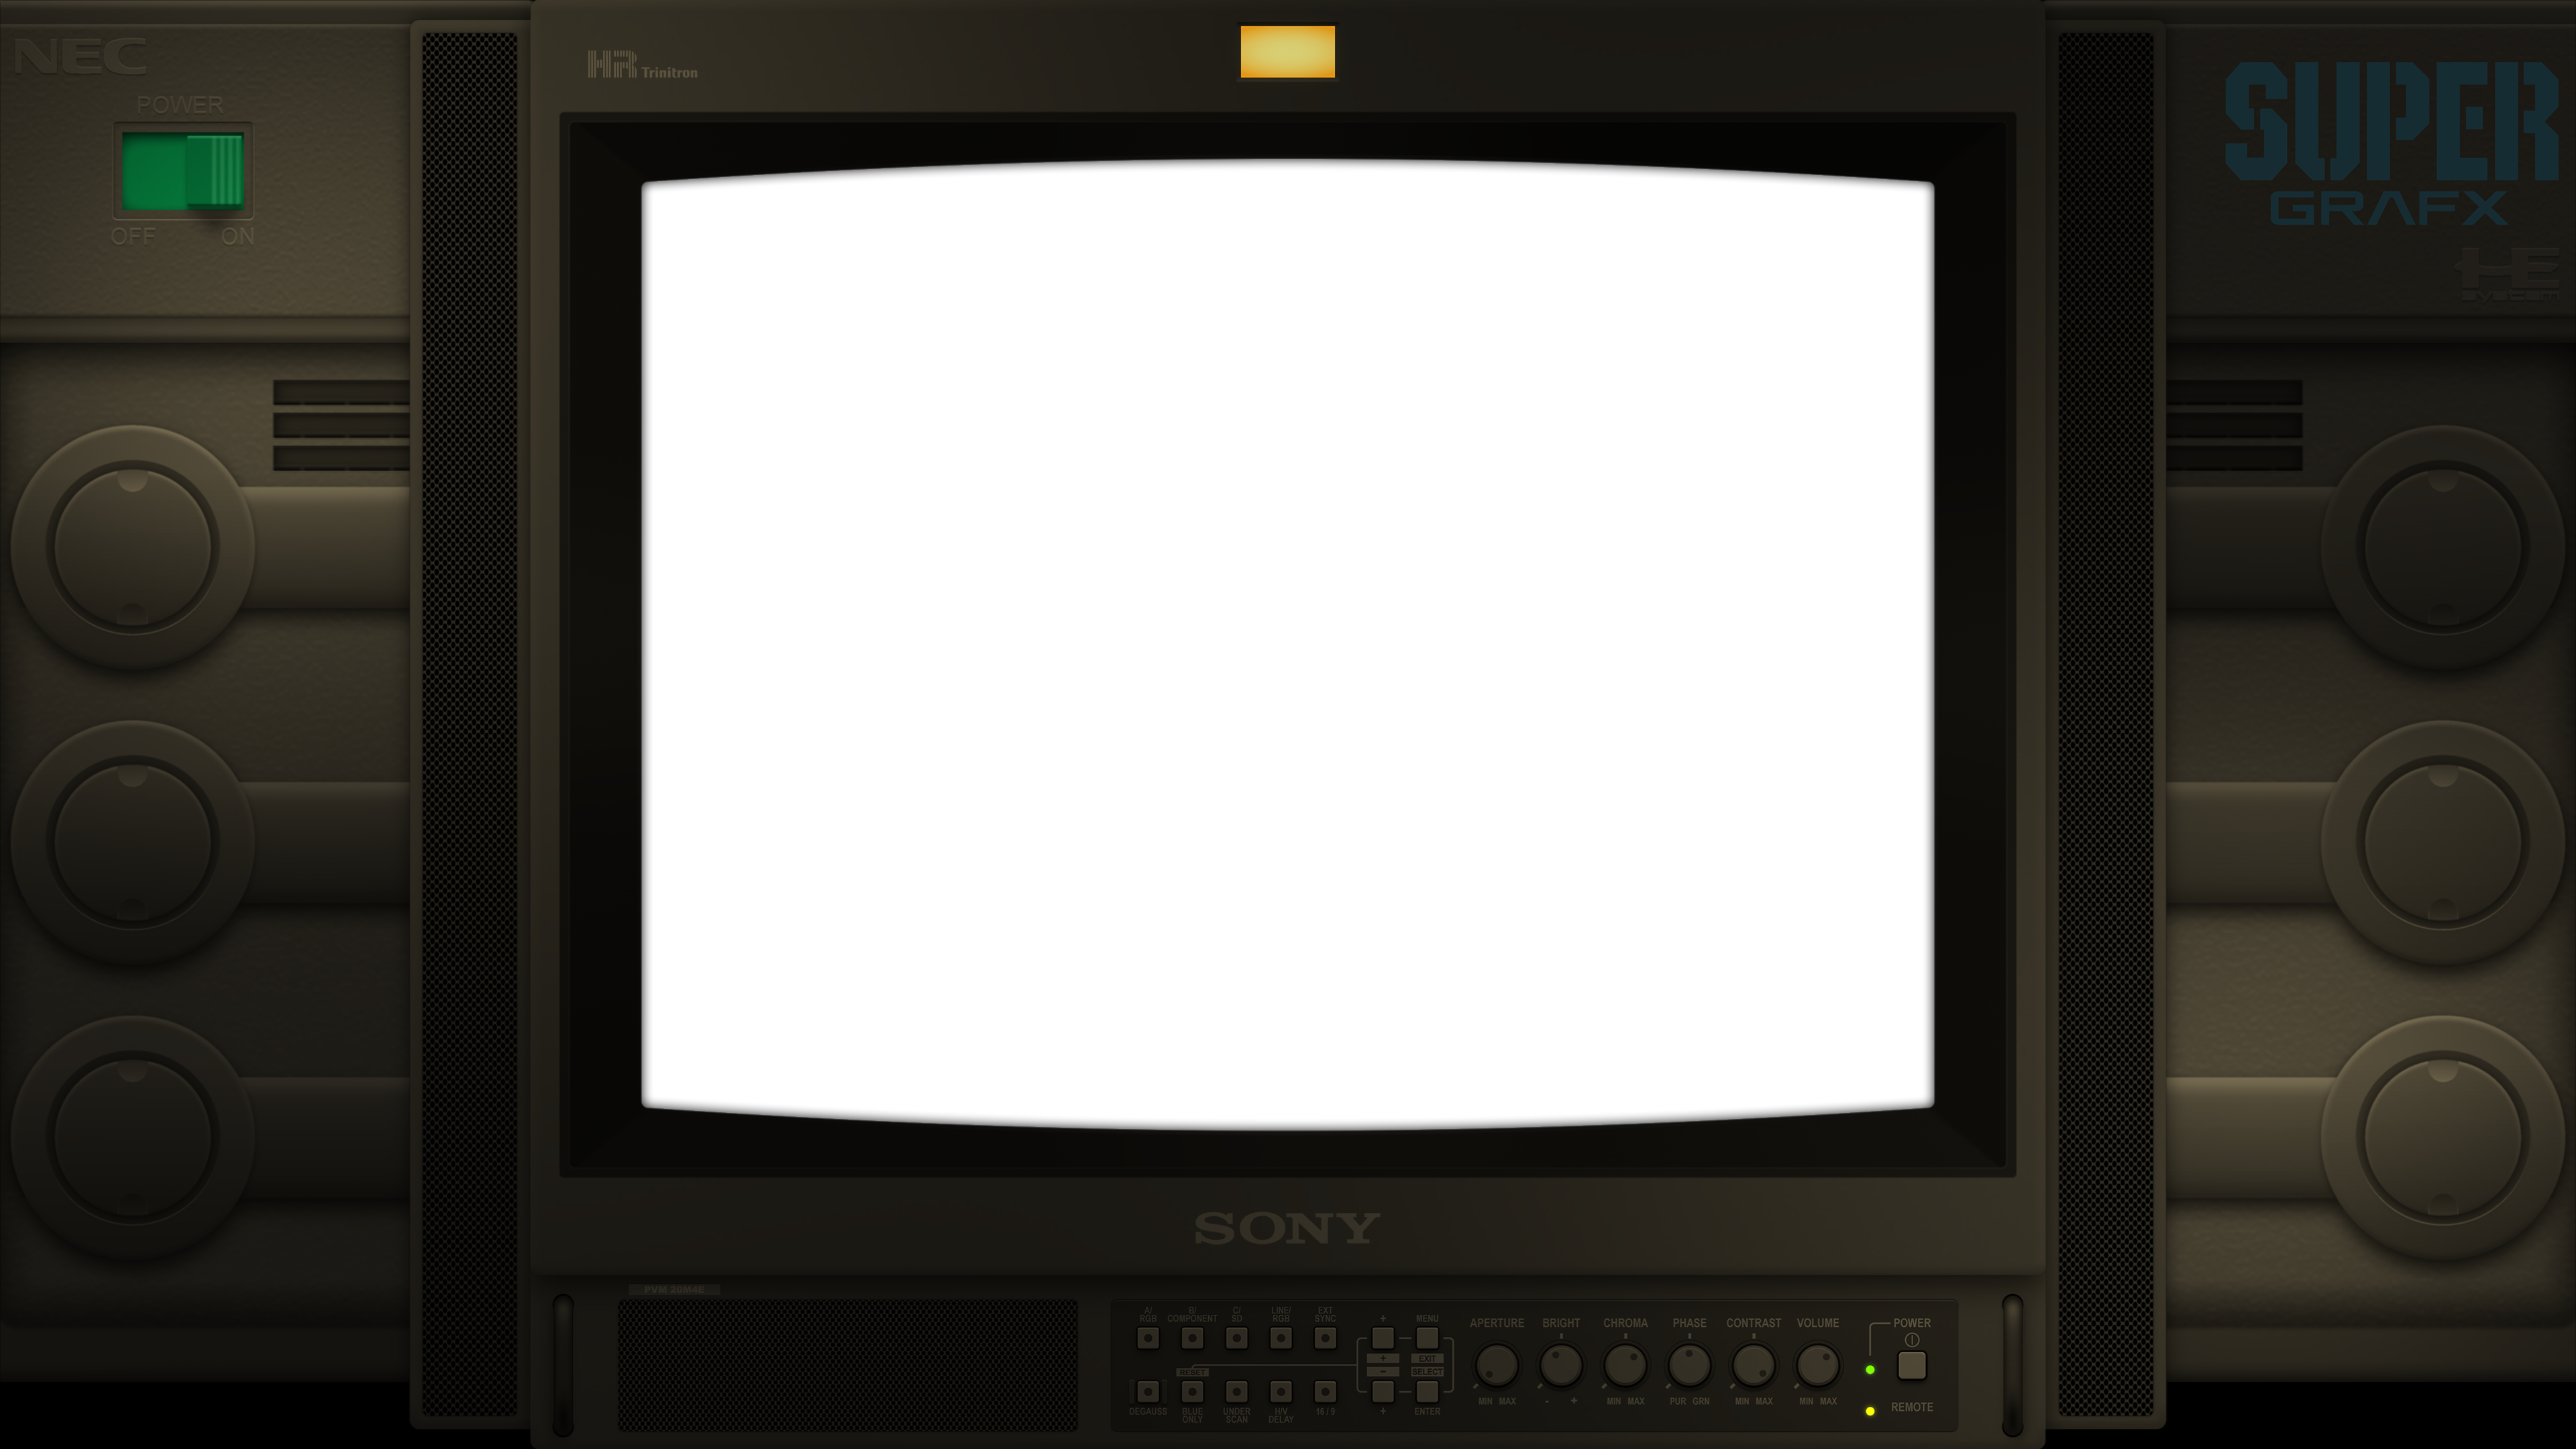 NEC
POWER
OFF ON
HR Trinitron
SUPER
GRAFX
HE
system
SONY
PVM 20M4E
A/
RGB
B/
COMPONENT
C/
SD
LINE/
RGB
EXT
SYNC
+
MENU
+
EXIT
RESET
-
SELECT
DEGAUSS
BLUE
ONLY
UNDER
SCAN
H/V
DELAY
16/9
+
ENTER
APERTURE BRIGHT CHROMA PHASE CONTRAST VOLUME
MIN MAX - + MIN MAX PUR GRN MIN MAX MIN MAX
POWER
REMOTE